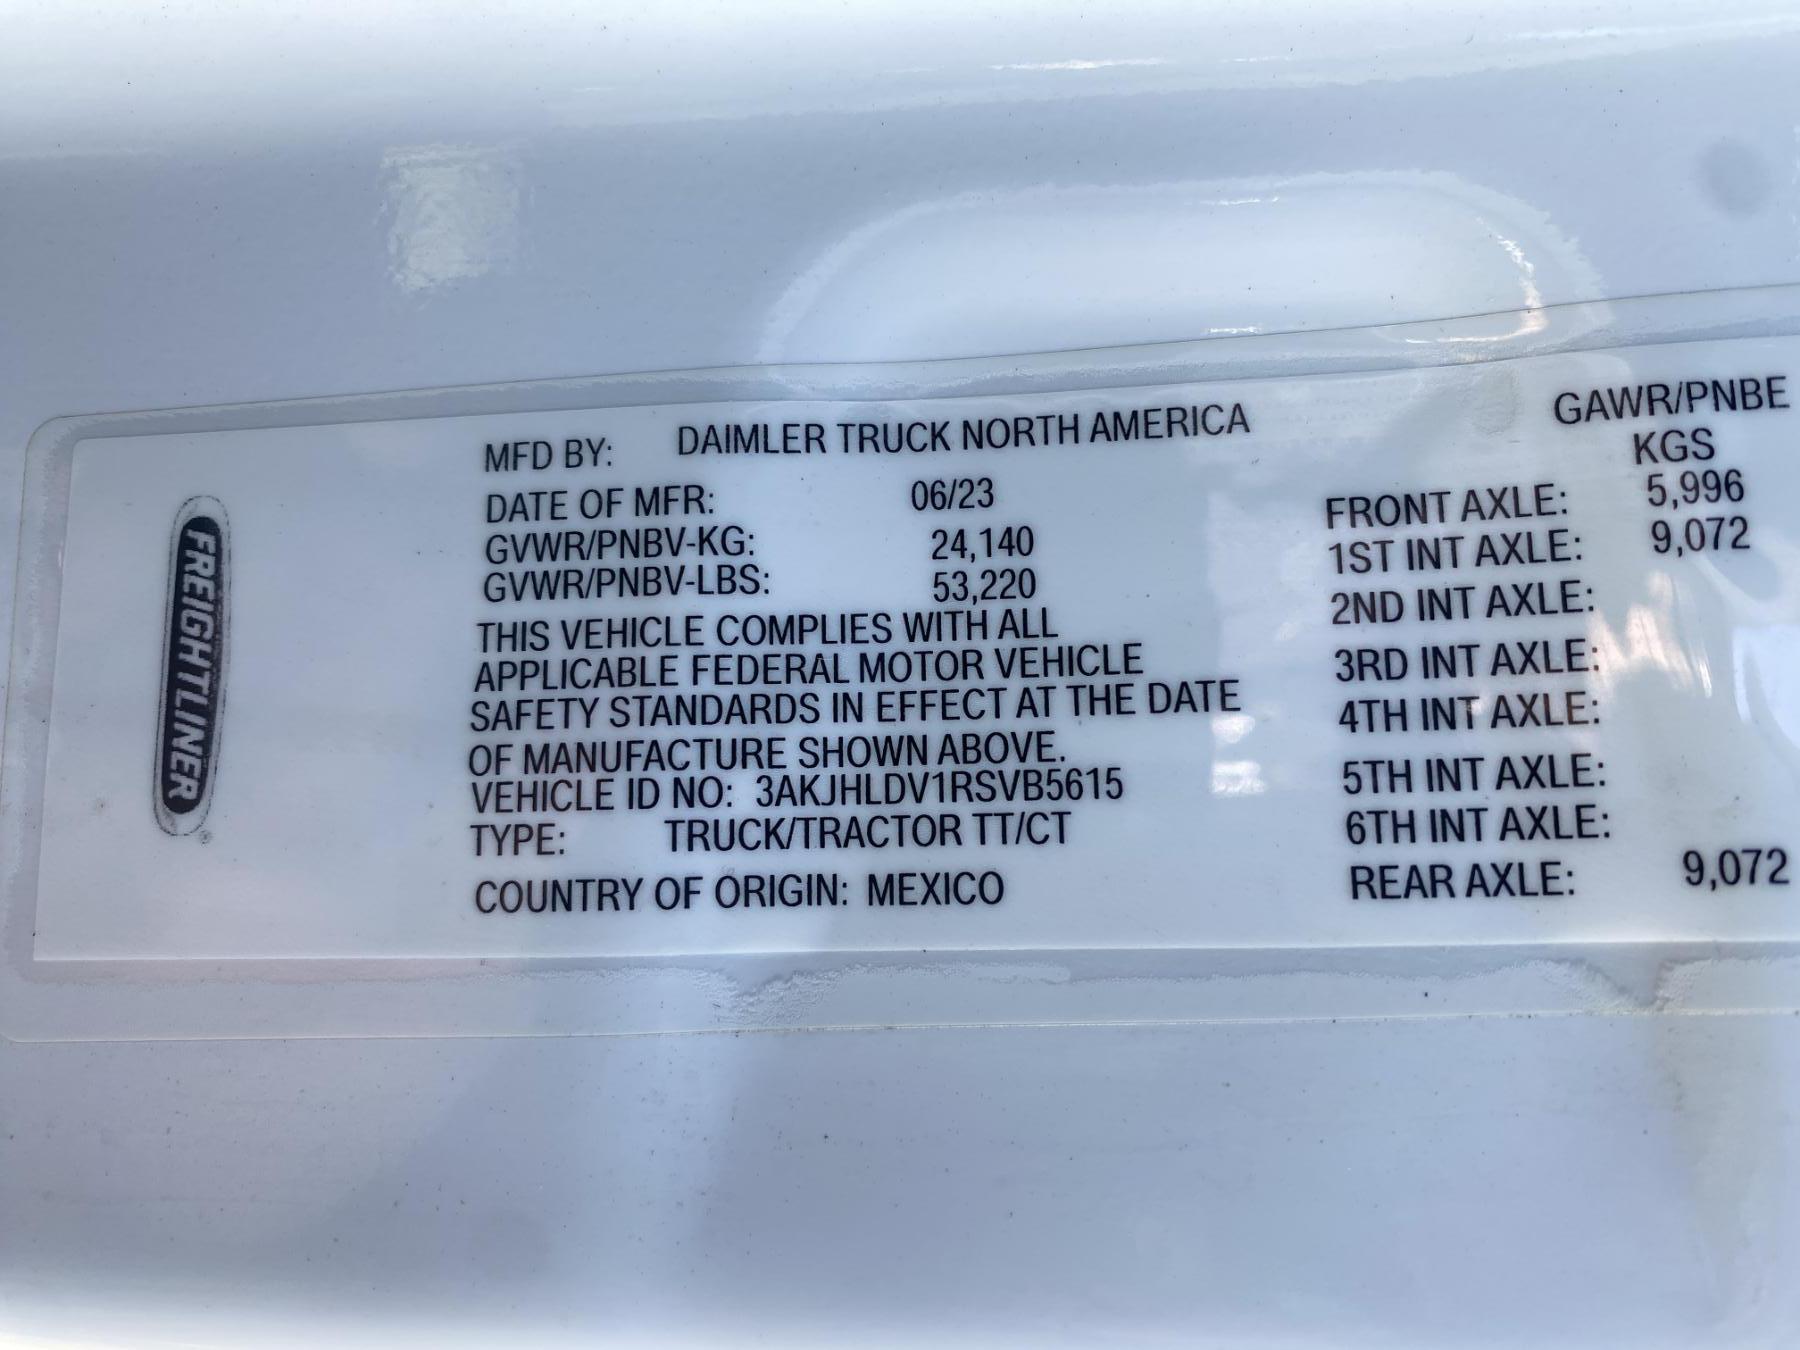 FREIGHTLINER
MFD BY: DAIMLER TRUCK NORTH AMERICA
DATE OF MFR: 06/23
GVWR/PNBV-KG: 24,140
GVWR/PNBV-LBS: 53,220
THIS VEHICLE COMPLIES WITH ALL
APPLICABLE FEDERAL MOTOR VEHICLE
SAFETY STANDARDS IN EFFECT AT THE DATE
OF MANUFACTURE SHOWN ABOVE.
VEHICLE ID NO: 3AKJHLDV1RSVB5615
TYPE: TRUCK/TRACTOR TT/CT
COUNTRY OF ORIGIN: MEXICO
GAWR/PNBE
KGS
FRONT AXLE: 5,996
1ST INT AXLE: 9,072
2ND INT AXLE:
3RD INT AXLE:
4TH INT AXLE:
5TH INT AXLE:
6TH INT AXLE:
REAR AXLE: 9,072